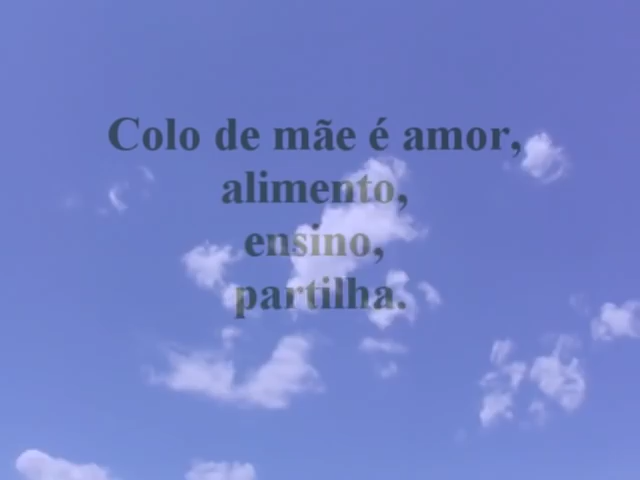 Colo de mãe é amor,
alimento,
ensino,
partilha.